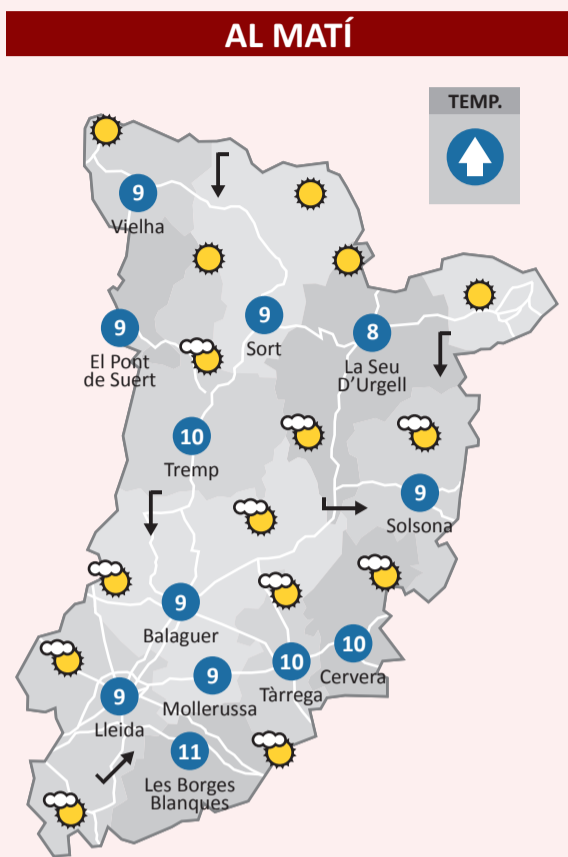 AL MATÍ
TEMP.
9
Vielha
9
El Pont
de Suert
9
Sort
8
La Seu
D'Urgell
10
Tremp
9
Solsona
9
Balaguer
10
Cervera
10
Tàrrega
9
Mollerussa
9
Lleida
11
Les Borges
Blanques